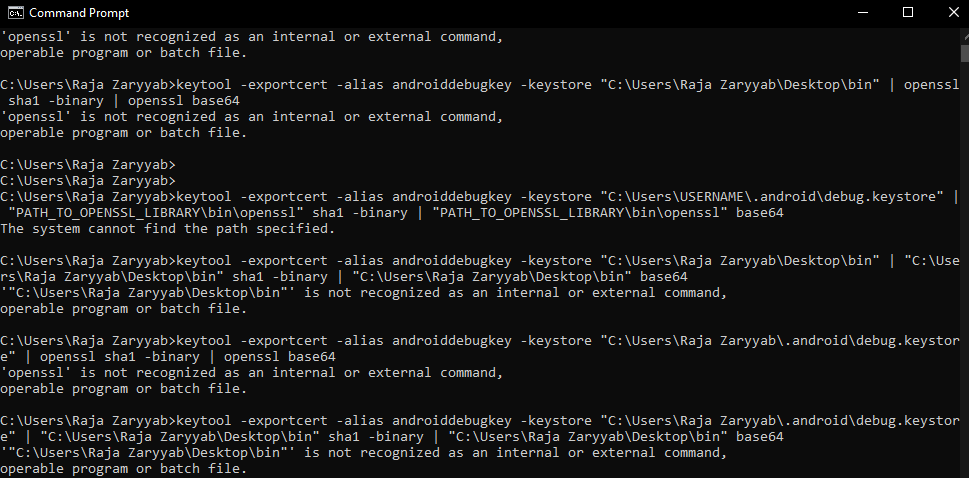 Command Prompt
'openssl' is not recognized as an internal or external command,
operable program or batch file.
C:\Users\Raja Zaryyab>keytool -exportcert -alias androiddebugkey -keystore "C:\Users\Raja Zaryyab\Desktop\bin" | openssl
 sha1 -binary | openssl base64
'openssl' is not recognized as an internal or external command,
operable program or batch file.
C:\Users\Raja Zaryyab>
C:\Users\Raja Zaryyab>
C:\Users\Raja Zaryyab>keytool -exportcert -alias androiddebugkey -keystore "C:\Users\USERNAME\.android\debug.keystore" |
 "PATH_TO_OPENSSL_LIBRARY\bin\openssl" sha1 -binary | "PATH_TO_OPENSSL_LIBRARY\bin\openssl" base64
The system cannot find the path specified.
C:\Users\Raja Zaryyab>keytool -exportcert -alias androiddebugkey -keystore "C:\Users\Raja Zaryyab\Desktop\bin" | "C:\Use
rs\Raja Zaryyab\Desktop\bin" sha1 -binary | "C:\Users\Raja Zaryyab\Desktop\bin" base64
'"C:\Users\Raja Zaryyab\Desktop\bin"' is not recognized as an internal or external command,
operable program or batch file.
C:\Users\Raja Zaryyab>keytool -exportcert -alias androiddebugkey -keystore "C:\Users\Raja Zaryyab\.android\debug.keystor
e" | openssl sha1 -binary | openssl base64
'openssl' is not recognized as an internal or external command,
operable program or batch file.
C:\Users\Raja Zaryyab>keytool -exportcert -alias androiddebugkey -keystore "C:\Users\Raja Zaryyab\.android\debug.keystor
e" | "C:\Users\Raja Zaryyab\Desktop\bin" sha1 -binary | "C:\Users\Raja Zaryyab\Desktop\bin" base64
'"C:\Users\Raja Zaryyab\Desktop\bin"' is not recognized as an internal or external command,
operable program or batch file.